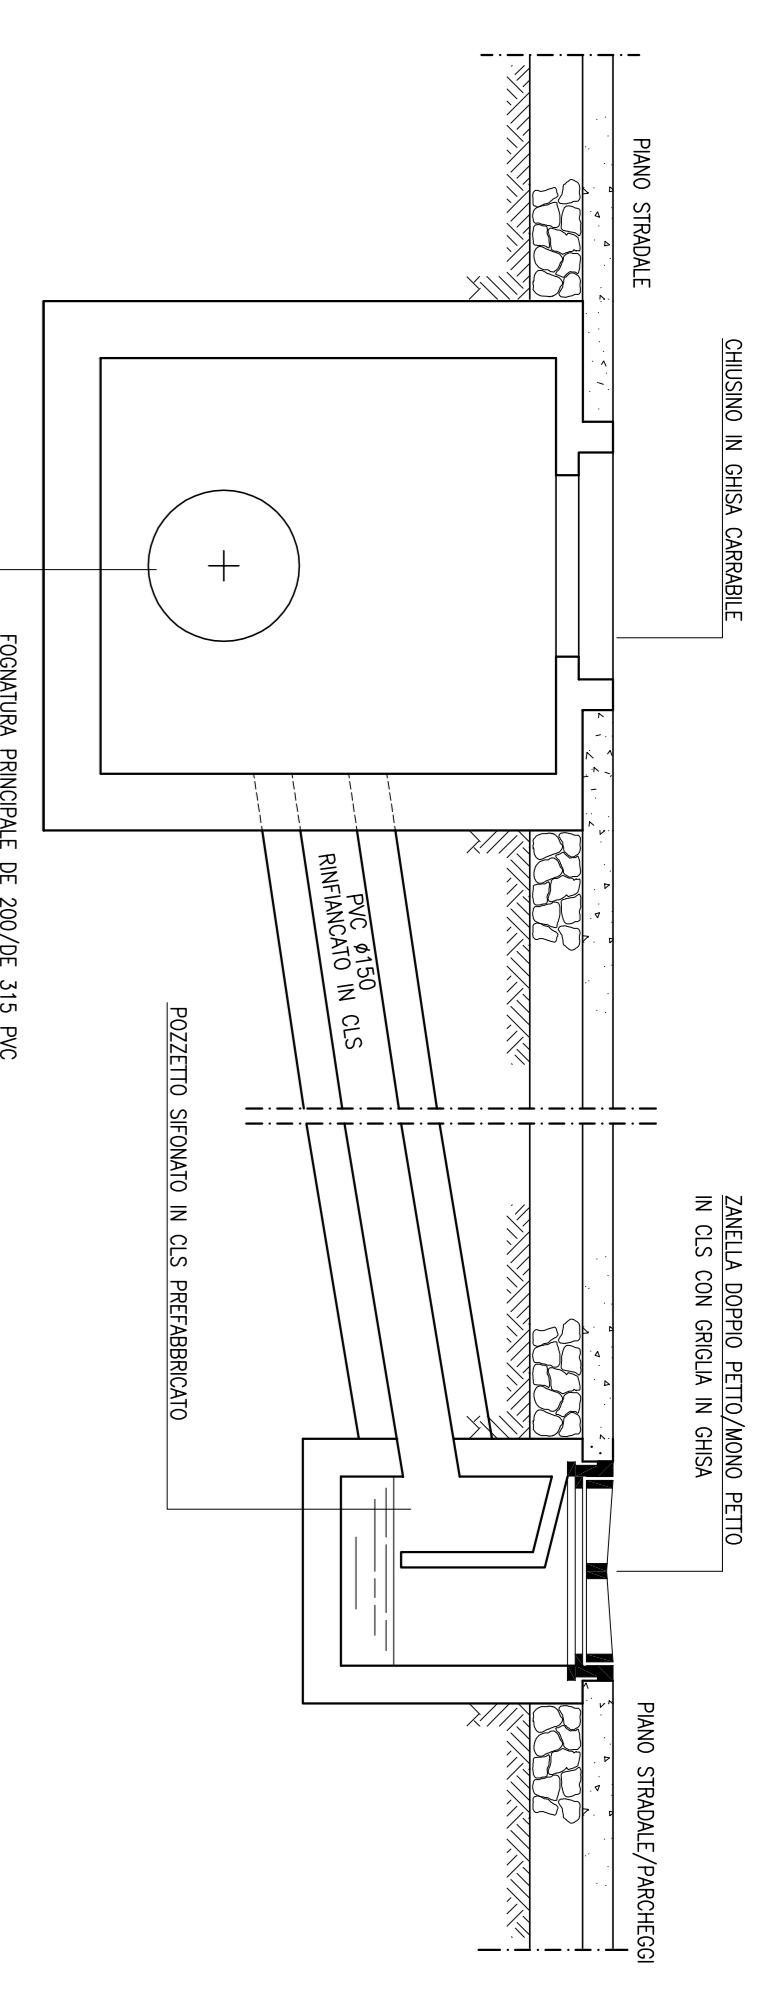 PIANO STRADALE
CHIUSINO IN GHISA CARRABILE
ZANELLA DOPPIO PETTO/MONO PETTO
IN CLS CON GRIGLIA IN GHISA
PIANO STRADALE/PARCHEGGI
PVC Ø150
RINFIANCATO IN CLS
POZZETTO SIFONATO IN CLS PREFABBRICATO
FOGNATURA PRINCIPALE DE 200/DE 315 PVC